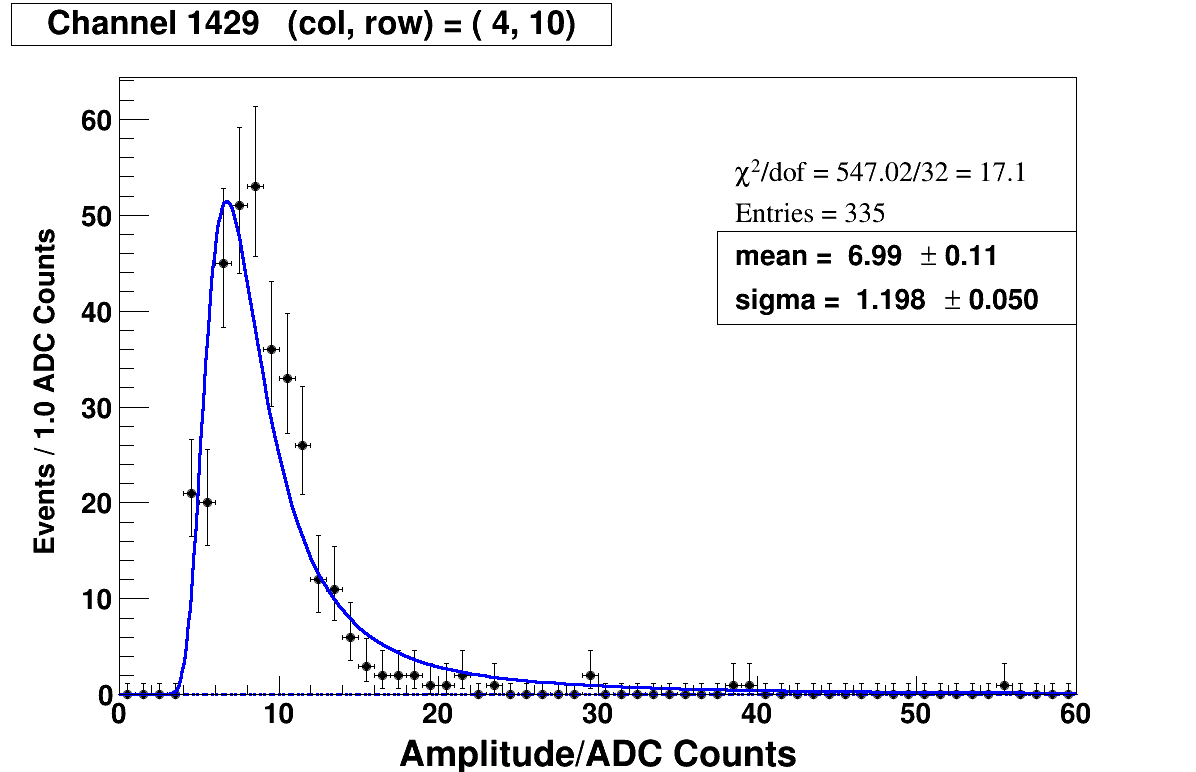 Channel 1429 (col, row) = ( 4, 10)
χ²/dof = 547.02/32 = 17.1
Entries = 335
mean = 6.99 ± 0.11
sigma = 1.198 ± 0.050
Events / 1.0 ADC Counts
60
50
40
30
20
10
0
0 10 20 30 40 50 60
Amplitude/ADC Counts